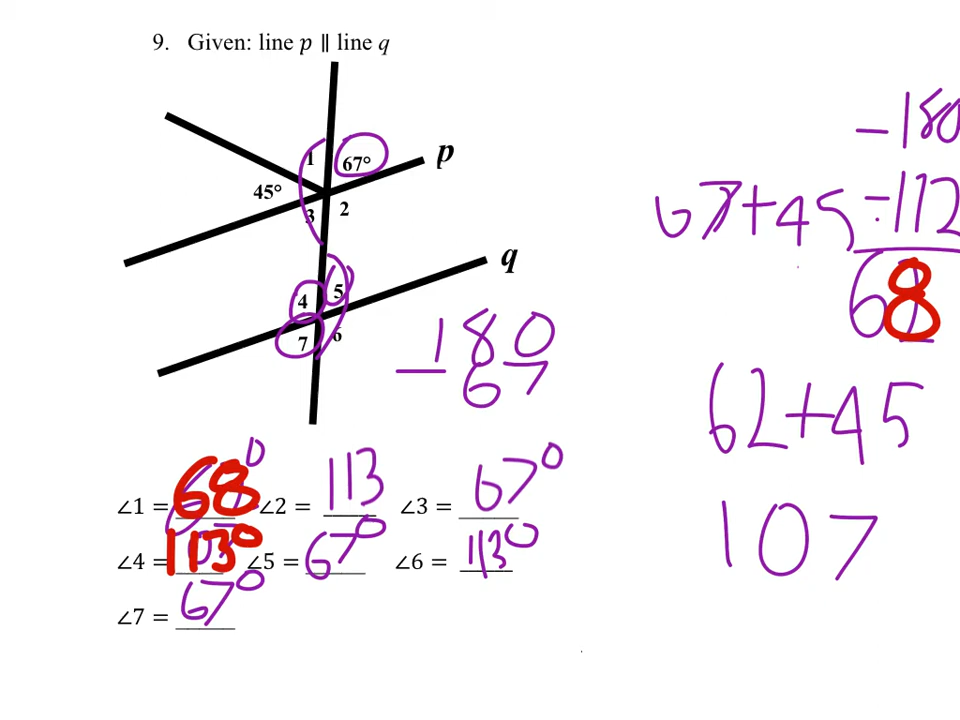 9. Given: line p ∥ line q
1 67° p
45°
3 2
q
4 5
7 6
180
− 67
− 180
67 + 45 − 112
68
62 + 45
107
∠1 = 68° ∠2 = 113 ∠3 = 67°
∠4 = 113° ∠5 = 67° ∠6 = 113°
∠7 = 67°